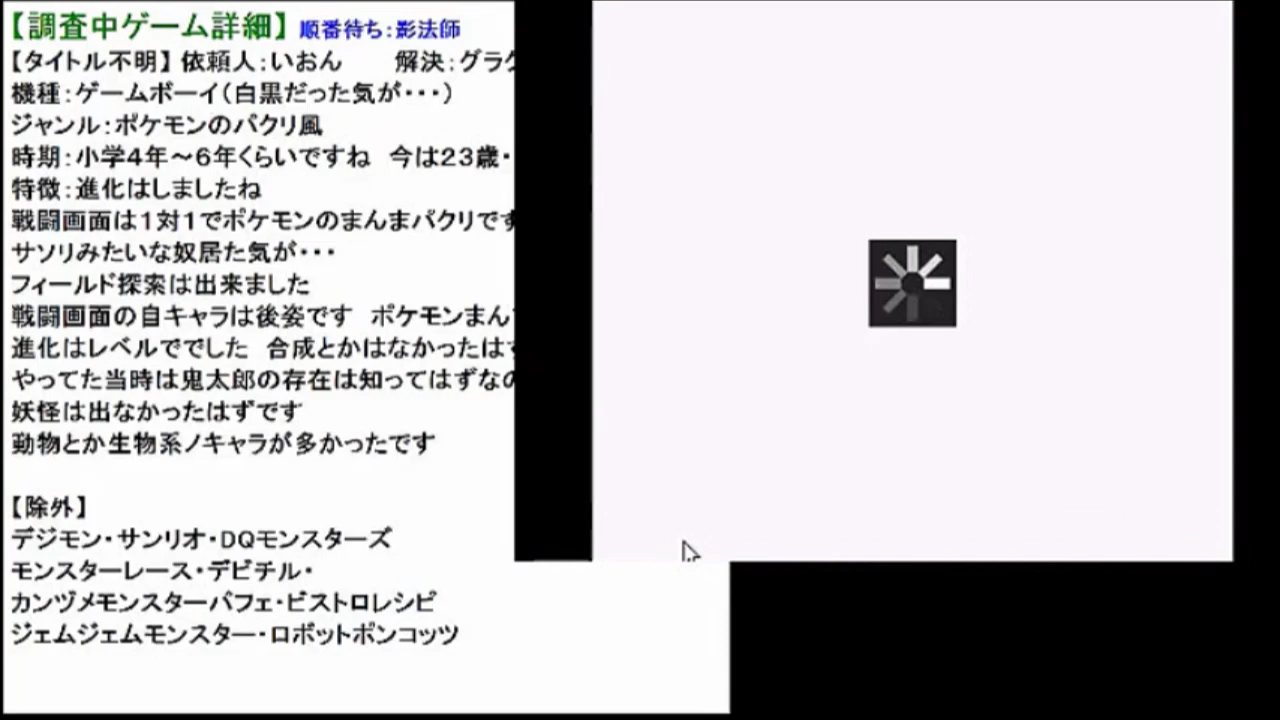 【調査中ゲーム詳細】 順番待ち:影法師
【タイトル不明】 依頼人:いおん 解決:グラ
機種:ゲームボーイ(白黒だった気が・・・)
ジャンル:ポケモンのパクリ風
時期:小学4年～6年くらいですね 今は23歳・
特徴:進化はしましたね
戦闘画面は1対1でポケモンのまんまパクリです
サソリみたいな奴居た気が・・・
フィールド探索は出来ました
戦闘画面の自キャラは後姿です ポケモンまん
進化はレベルででした 合成とかはなかったはず
やってた当時は鬼太郎の存在は知ってはずなの
妖怪は出なかったはずです
動物とか生物系ノキャラが多かったです
【除外】
デジモン・サンリオ・DQモンスターズ
モンスターレース・デビチル・
カンヅメモンスターパフェ・ビストロレシピ
ジェムジェムモンスター・ロボットポンコッツ